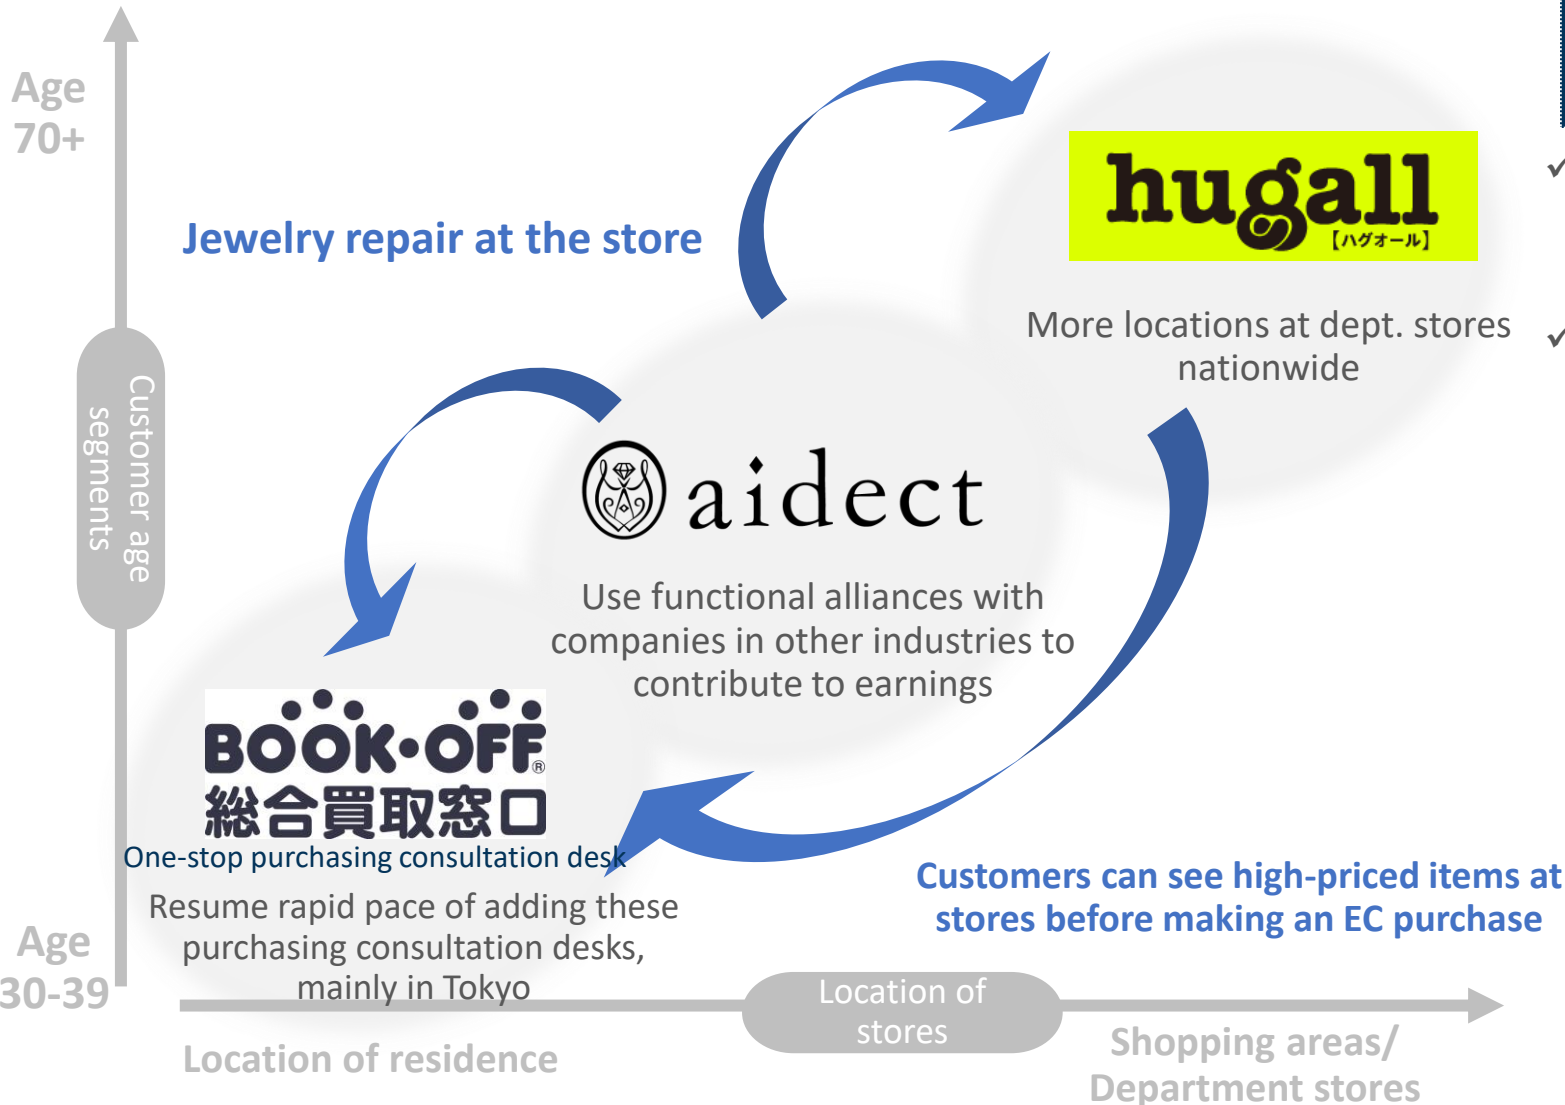 Age
70+
Jewelry repair at the store
hugall
【ハグオール】
More locations at dept. stores
nationwide
Customer age
segments
aidect
Use functional alliances with
companies in other industries to
contribute to earnings
BOOK・OFF®
総合買取窓口
One-stop purchasing consultation desk
Resume rapid pace of adding these
purchasing consultation desks,
mainly in Tokyo
Customers can see high-priced items at
stores before making an EC purchase
Age
30-39
Location of
stores
Location of residence
Shopping areas/
Department stores